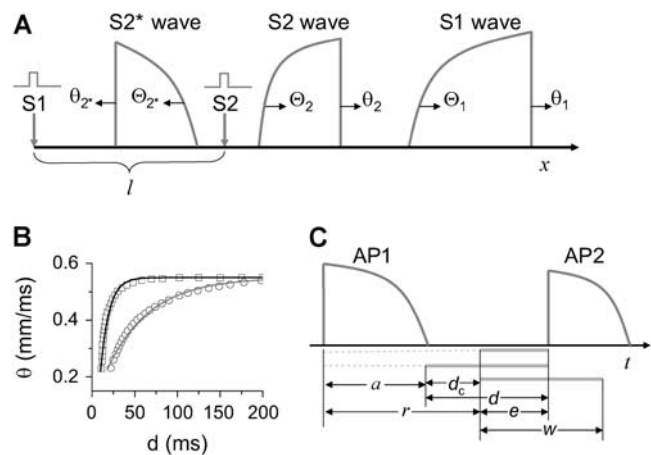 A
S2* wave
S2 wave
S1 wave
S1
θ2*
Θ2*
S2
Θ2
θ2
Θ1
θ1
l
x
B
C
θ (mm/ms)
0.6
0.4
0.2
0 50 100 150 200
d (ms)
AP1
AP2
t
a
dc
d
r
e
w